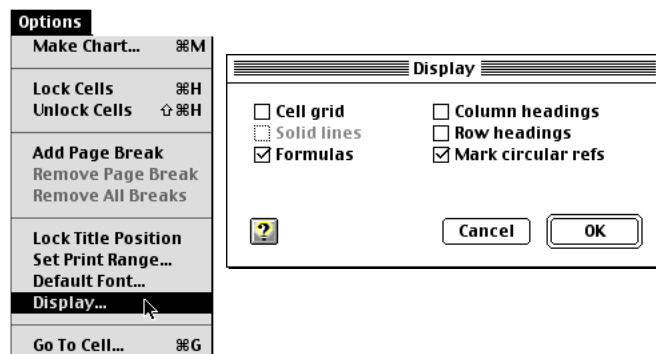 Options
Make Chart... ⌘M
Lock Cells ⌘H
Unlock Cells ⇧⌘H
Add Page Break
Remove Page Break
Remove All Breaks
Lock Title Position
Set Print Range...
Default Font...
Display...
Go To Cell... ⌘G
Display
Cell grid Column headings
Solid lines Row headings
Formulas Mark circular refs
? Cancel OK